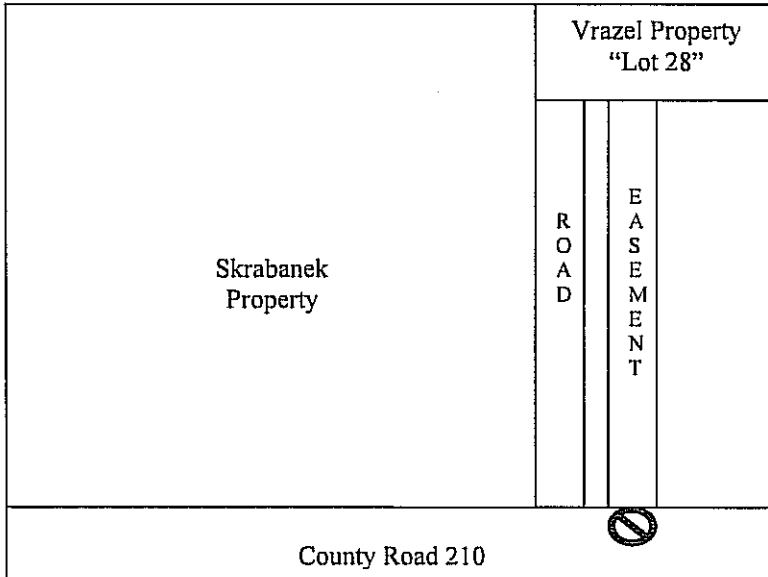 Vrazel Property
“Lot 28”
ROAD
EASEMENT
Skrabanek
Property
County Road 210